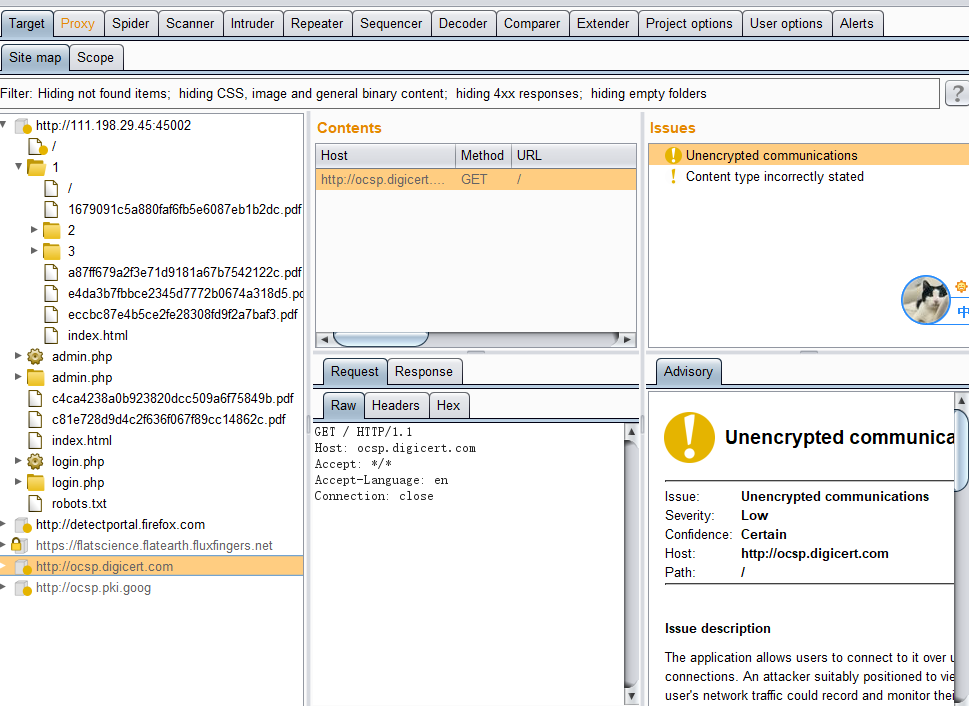 Target Proxy Spider Scanner Intruder Repeater Sequencer Decoder Comparer Extender Project options User options Alerts
Site map Scope
Filter: Hiding not found items; hiding CSS, image and general binary content; hiding 4xx responses; hiding empty folders ?
http://111.198.29.45:45002
/
1
/
1679091c5a880faf6fb5e6087eb1b2dc.pdf
2
3
a87ff679a2f3e71d9181a67b7542122c.pdf
e4da3b7fbbce2345d7772b0674a318d5.pd
eccbc87e4b5ce2fe28308fd9f2a7baf3.pdf
index.html
admin.php
admin.php
c4ca4238a0b923820dcc509a6f75849b.pdf
c81e728d9d4c2f636f067f89cc14862c.pdf
index.html
login.php
login.php
robots.txt
http://detectportal.firefox.com
https://flatscience.flatearth.fluxfingers.net
http://ocsp.digicert.com
http://ocsp.pki.goog
Contents
Host Method URL
http://ocsp.digicert.... GET /
Request Response
Raw Headers Hex
GET / HTTP/1.1
Host: ocsp.digicert.com
Accept: */*
Accept-Language: en
Connection: close
Issues
Unencrypted communications
Content type incorrectly stated
中
Advisory
Unencrypted communica
Issue: Unencrypted communications
Severity: Low
Confidence: Certain
Host: http://ocsp.digicert.com
Path: /
Issue description
The application allows users to connect to it over u
connections. An attacker suitably positioned to vie
user's network traffic could record and monitor thei